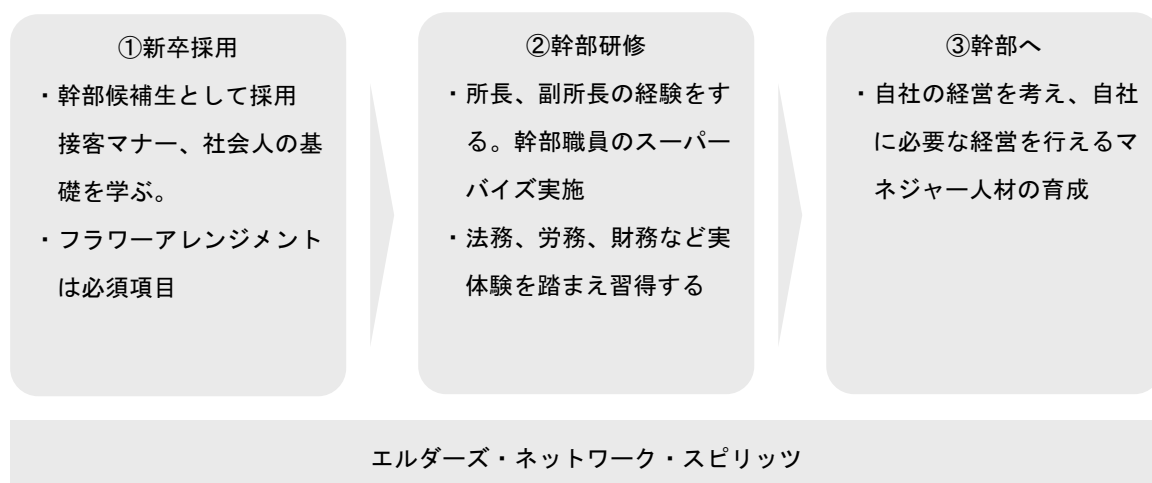 ①新卒採用
・幹部候補生として採用
接客マナー、社会人の基
礎を学ぶ。
・フラワーアレンジメント
は必須項目
②幹部研修
・所長、副所長の経験をす
る。幹部職員のスーパー
バイズ実施
・法務、労務、財務など実
体験を踏まえ習得する
③幹部へ
・自社の経営を考え、自社
に必要な経営を行えるマ
ネジャー人材の育成
エルダーズ・ネットワーク・スピリッツ